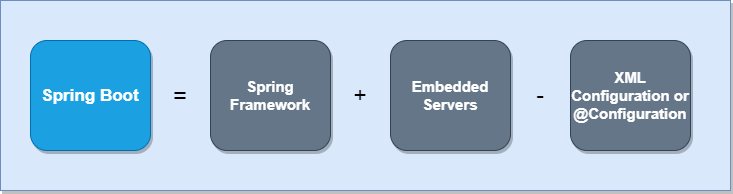 Spring Boot
=
Spring
Framework
+
Embedded
Servers
-
XML
Configuration or
@Configuration